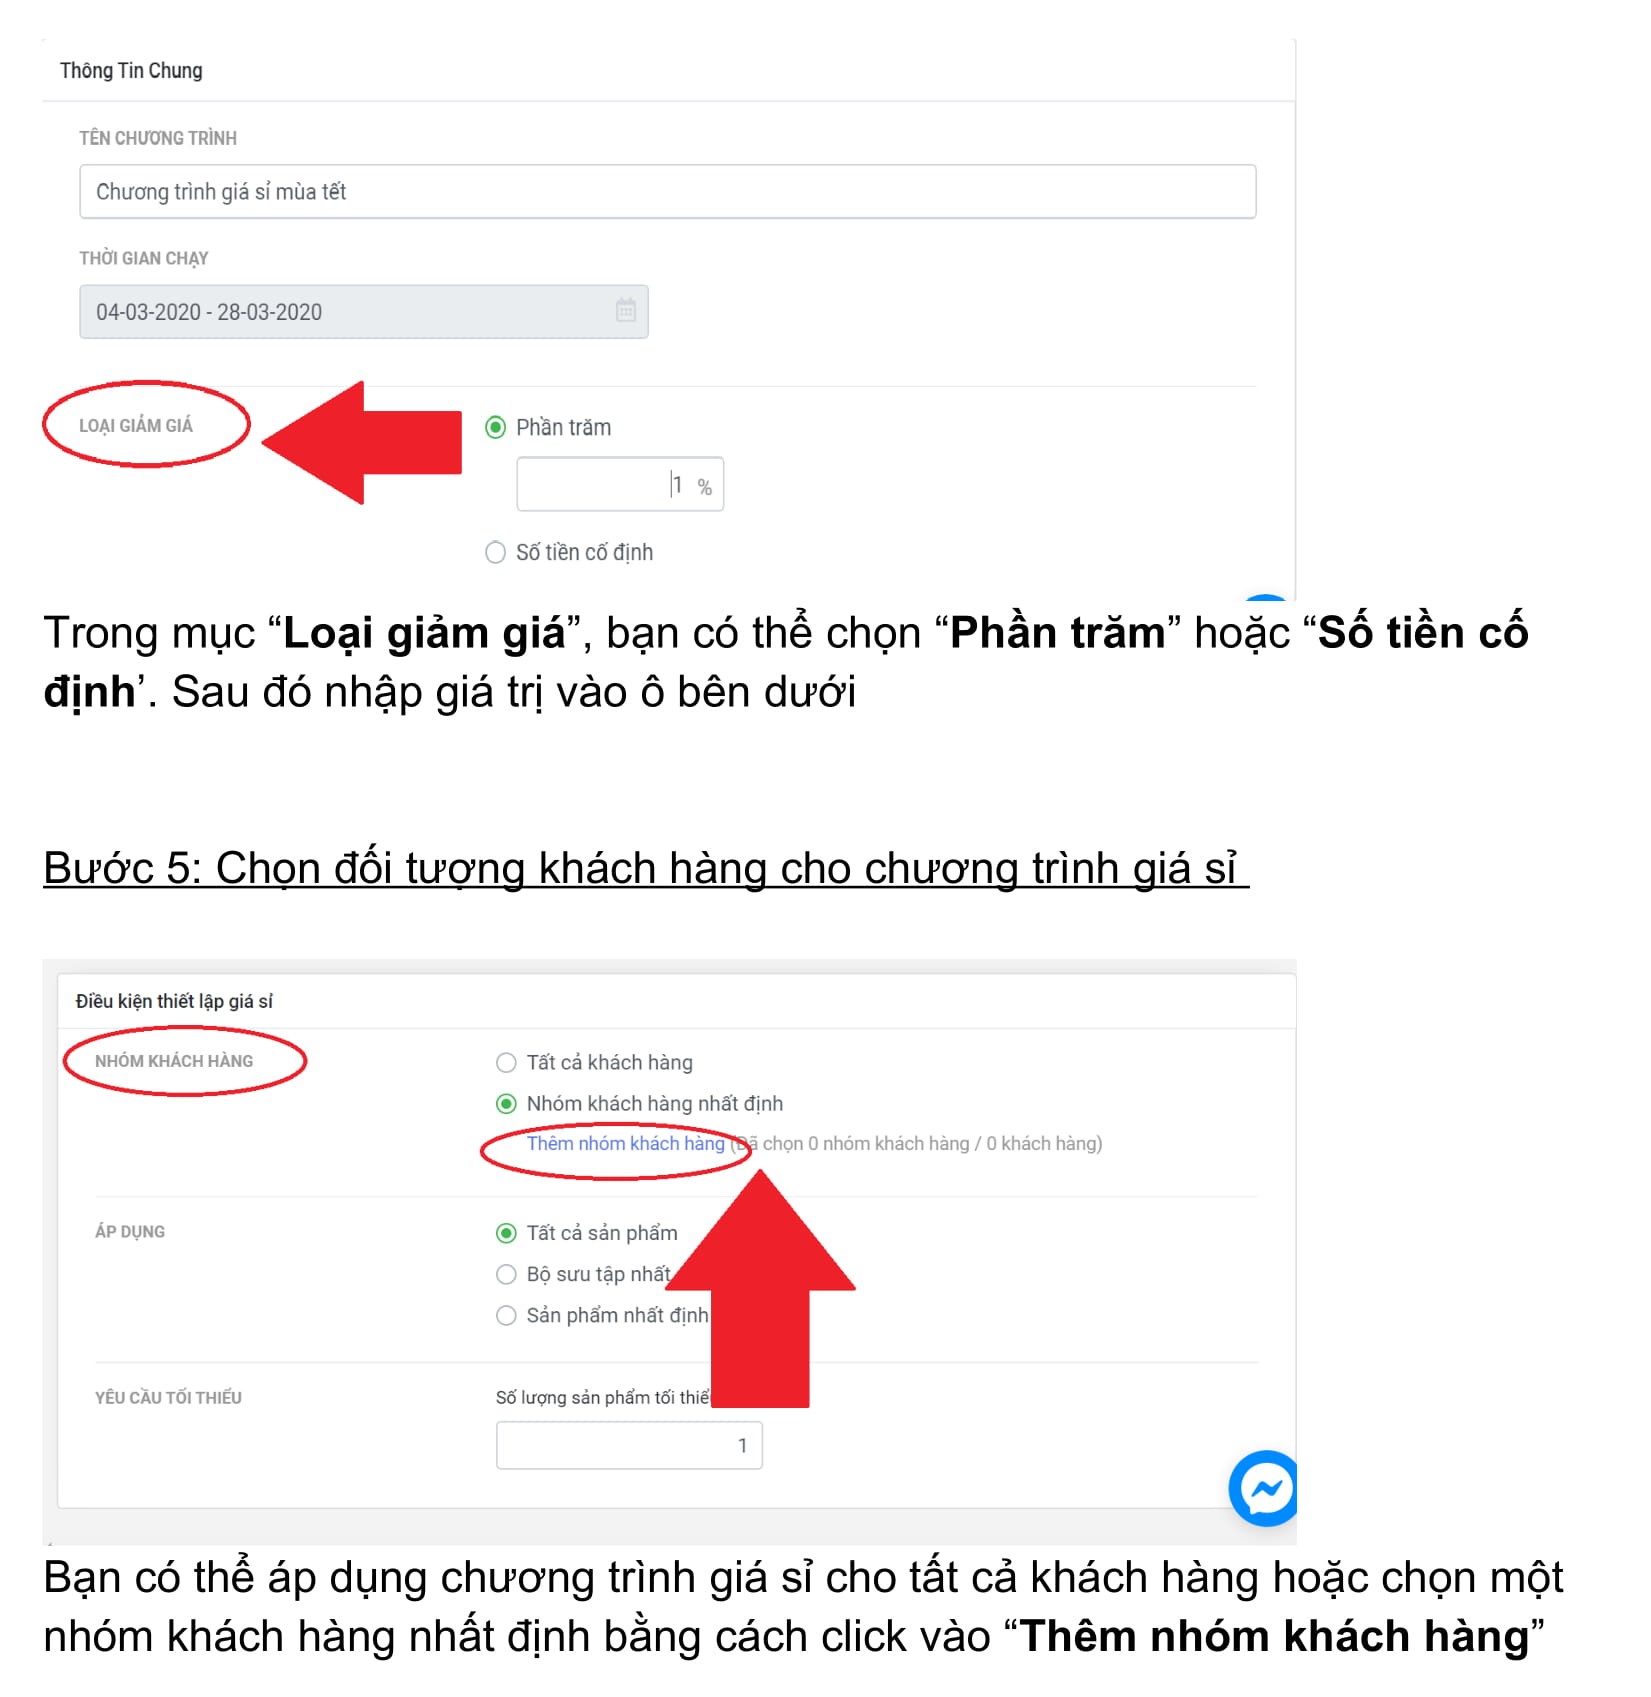 Thông Tin Chung
TÊN CHƯƠNG TRÌNH
Chương trình giá sỉ mùa tết
THỜI GIAN CHẠY
04-03-2020 - 28-03-2020
LOẠI GIẢM GIÁ
Phần trăm
1 %
Số tiền cố định
Trong mục “Loại giảm giá”, bạn có thể chọn “Phần trăm” hoặc “Số tiền cố
định’. Sau đó nhập giá trị vào ô bên dưới
Bước 5: Chọn đối tượng khách hàng cho chương trình giá sỉ
Điều kiện thiết lập giá sỉ
NHÓM KHÁCH HÀNG
Tất cả khách hàng
Nhóm khách hàng nhất định
Thêm nhóm khách hàng (Đã chọn 0 nhóm khách hàng / 0 khách hàng)
ÁP DỤNG
Tất cả sản phẩm
Bộ sưu tập nhất
Sản phẩm nhất định
YÊU CẦU TỐI THIỂU
Số lượng sản phẩm tối thiể
1
Bạn có thể áp dụng chương trình giá sỉ cho tất cả khách hàng hoặc chọn một
nhóm khách hàng nhất định bằng cách click vào “Thêm nhóm khách hàng”